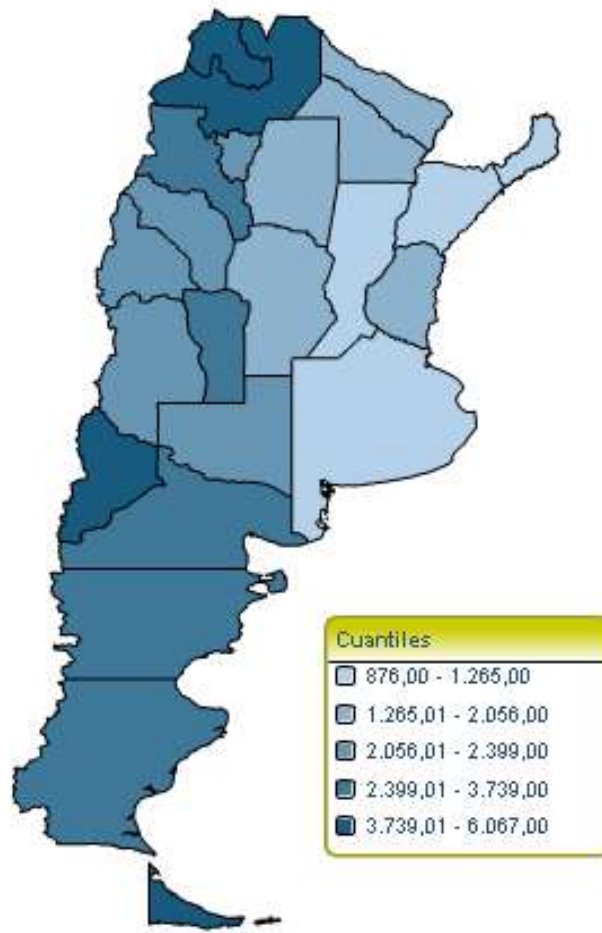 Cuantiles
876,00 - 1.265,00
1.265,01 - 2.056,00
2.056,01 - 2.399,00
2.399,01 - 3.739,00
3.739,01 - 6.067,00